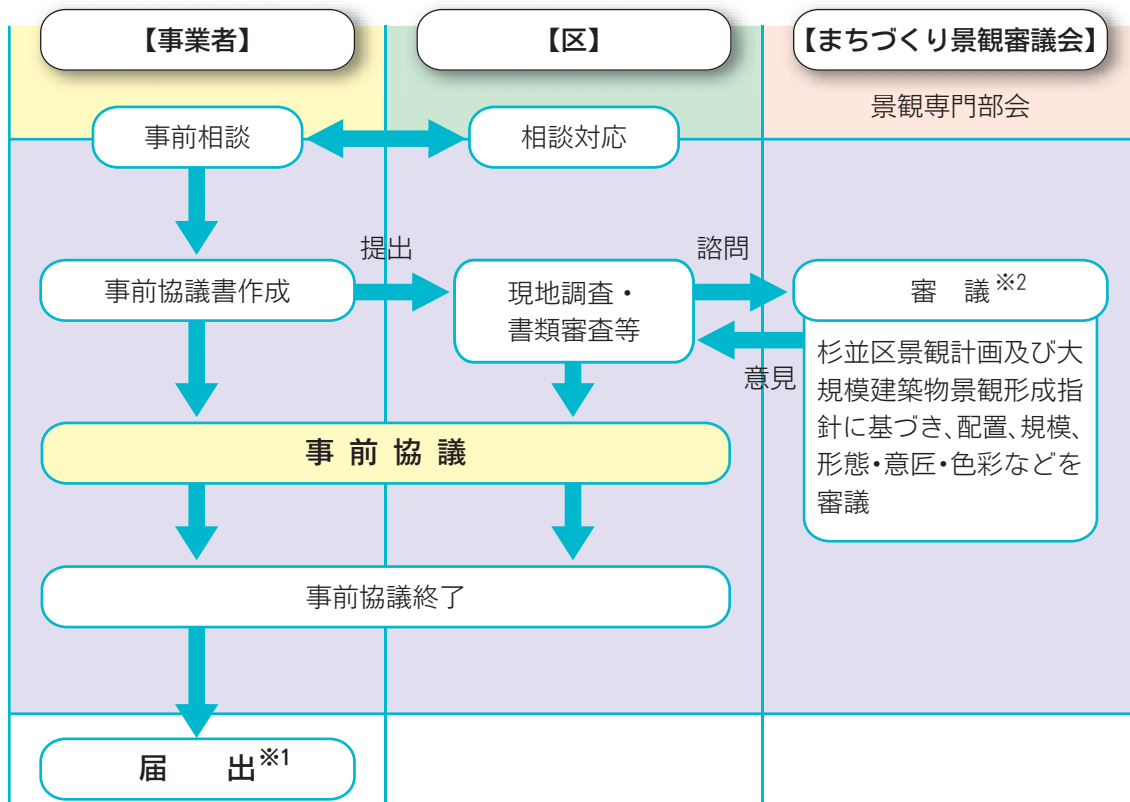 【事業者】
【区】
【まちづくり景観審議会】
景観専門部会
事前相談
相談対応
提出
諮問
事前協議書作成
現地調査・
書類審査等
審　議※2
意見
杉並区景観計画及び大
規模建築物景観形成指
針に基づき、配置、規模、
形態・意匠・色彩などを
審議
事 前 協 議
事前協議終了
届　　出※1